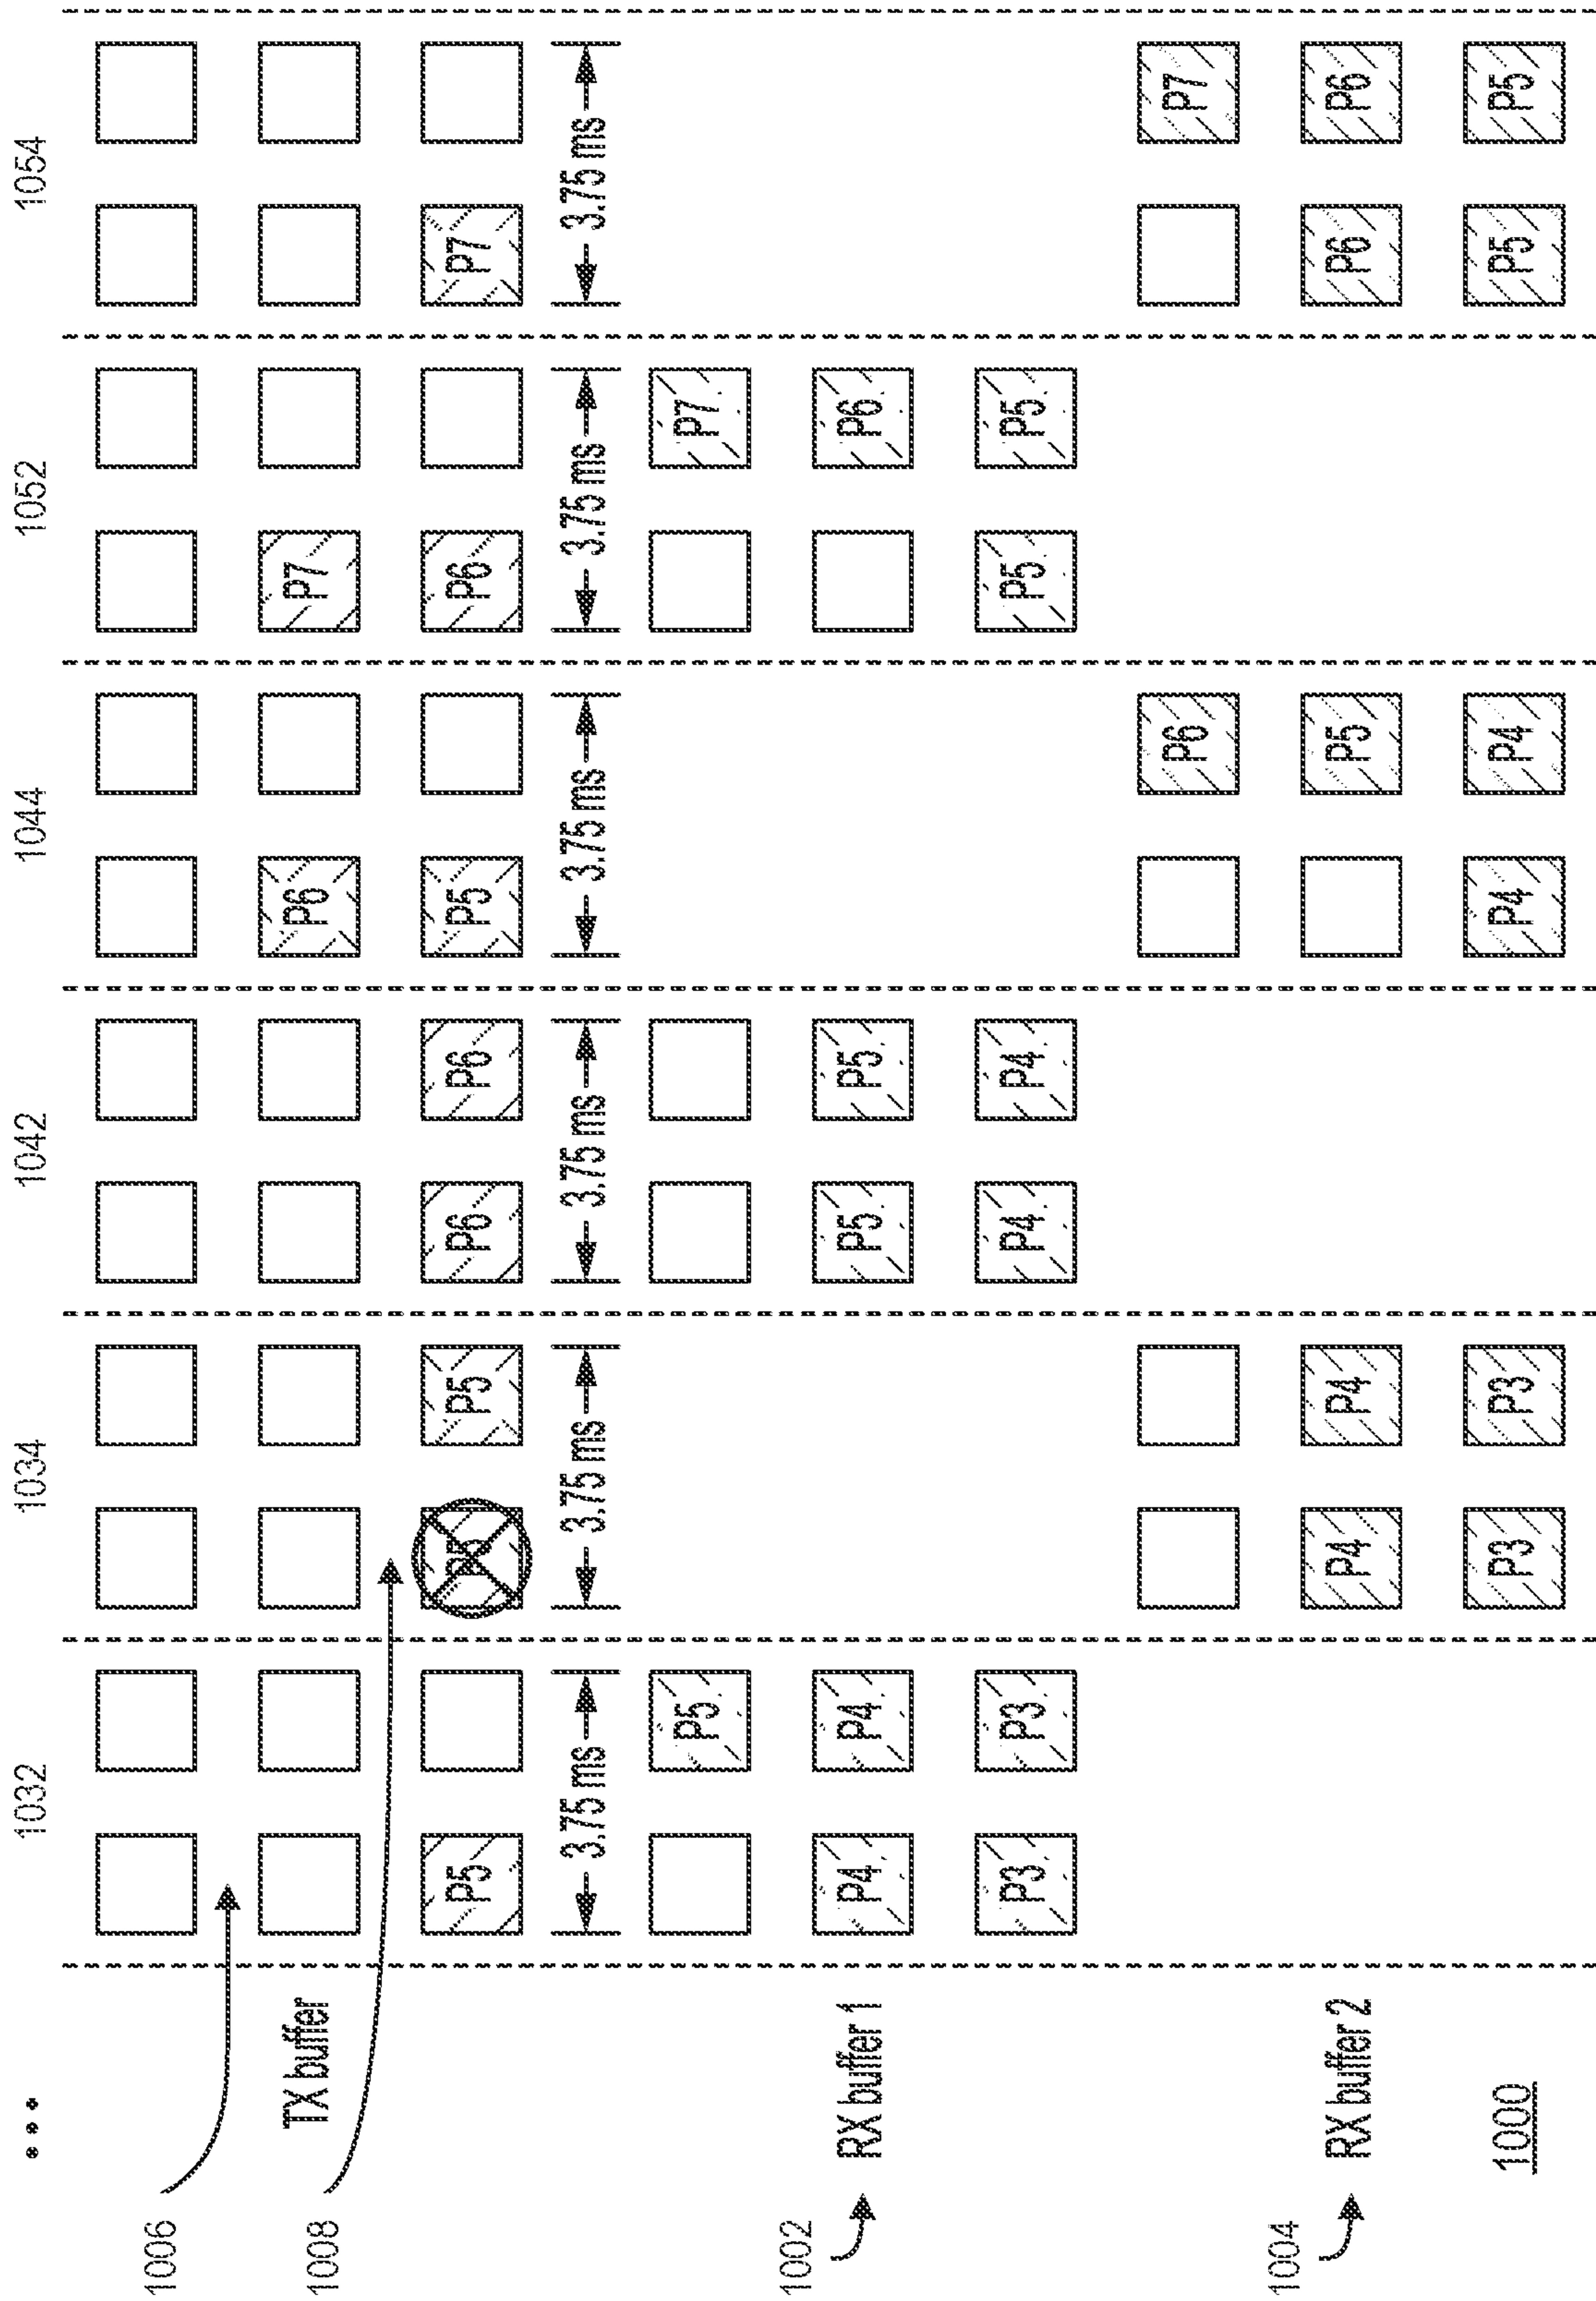 ••• 1032 1034 1042 1044 1052 1054
1006
TX buffer P6 P7
1008
P5 P5 P5 P6 P6 P5 P6 P7
3.75 ms 3.75 ms 3.75 ms 3.75 ms 3.75 ms 3.75 ms
P5 P7
1002
RX buffer 1 P4 P4 P5 P5 P6
P3 P3 P4 P4 P5 P5
P6 P7
1004
RX buffer 2 P4 P4 P5 P6 P6
1000 P3 P3 P4 P4 P5 P5